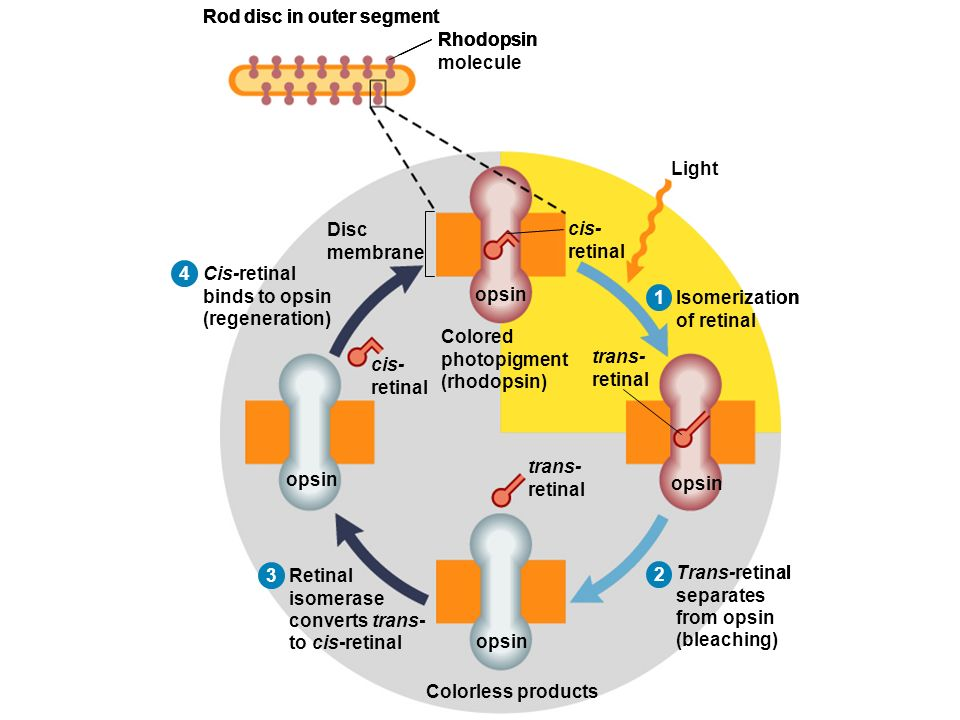 Rod disc in outer segment
Rhodopsin
molecule
Light
Disc
membrane
cis-
retinal
opsin
4 Cis-retinal
binds to opsin
(regeneration)
1 Isomerization
of retinal
Colored
photopigment
(rhodopsin)
cis-
retinal
trans-
retinal
opsin
opsin
trans-
retinal
3 Retinal
isomerase
converts trans-
to cis-retinal
2 Trans-retinal
separates
from opsin
(bleaching)
opsin
Colorless products